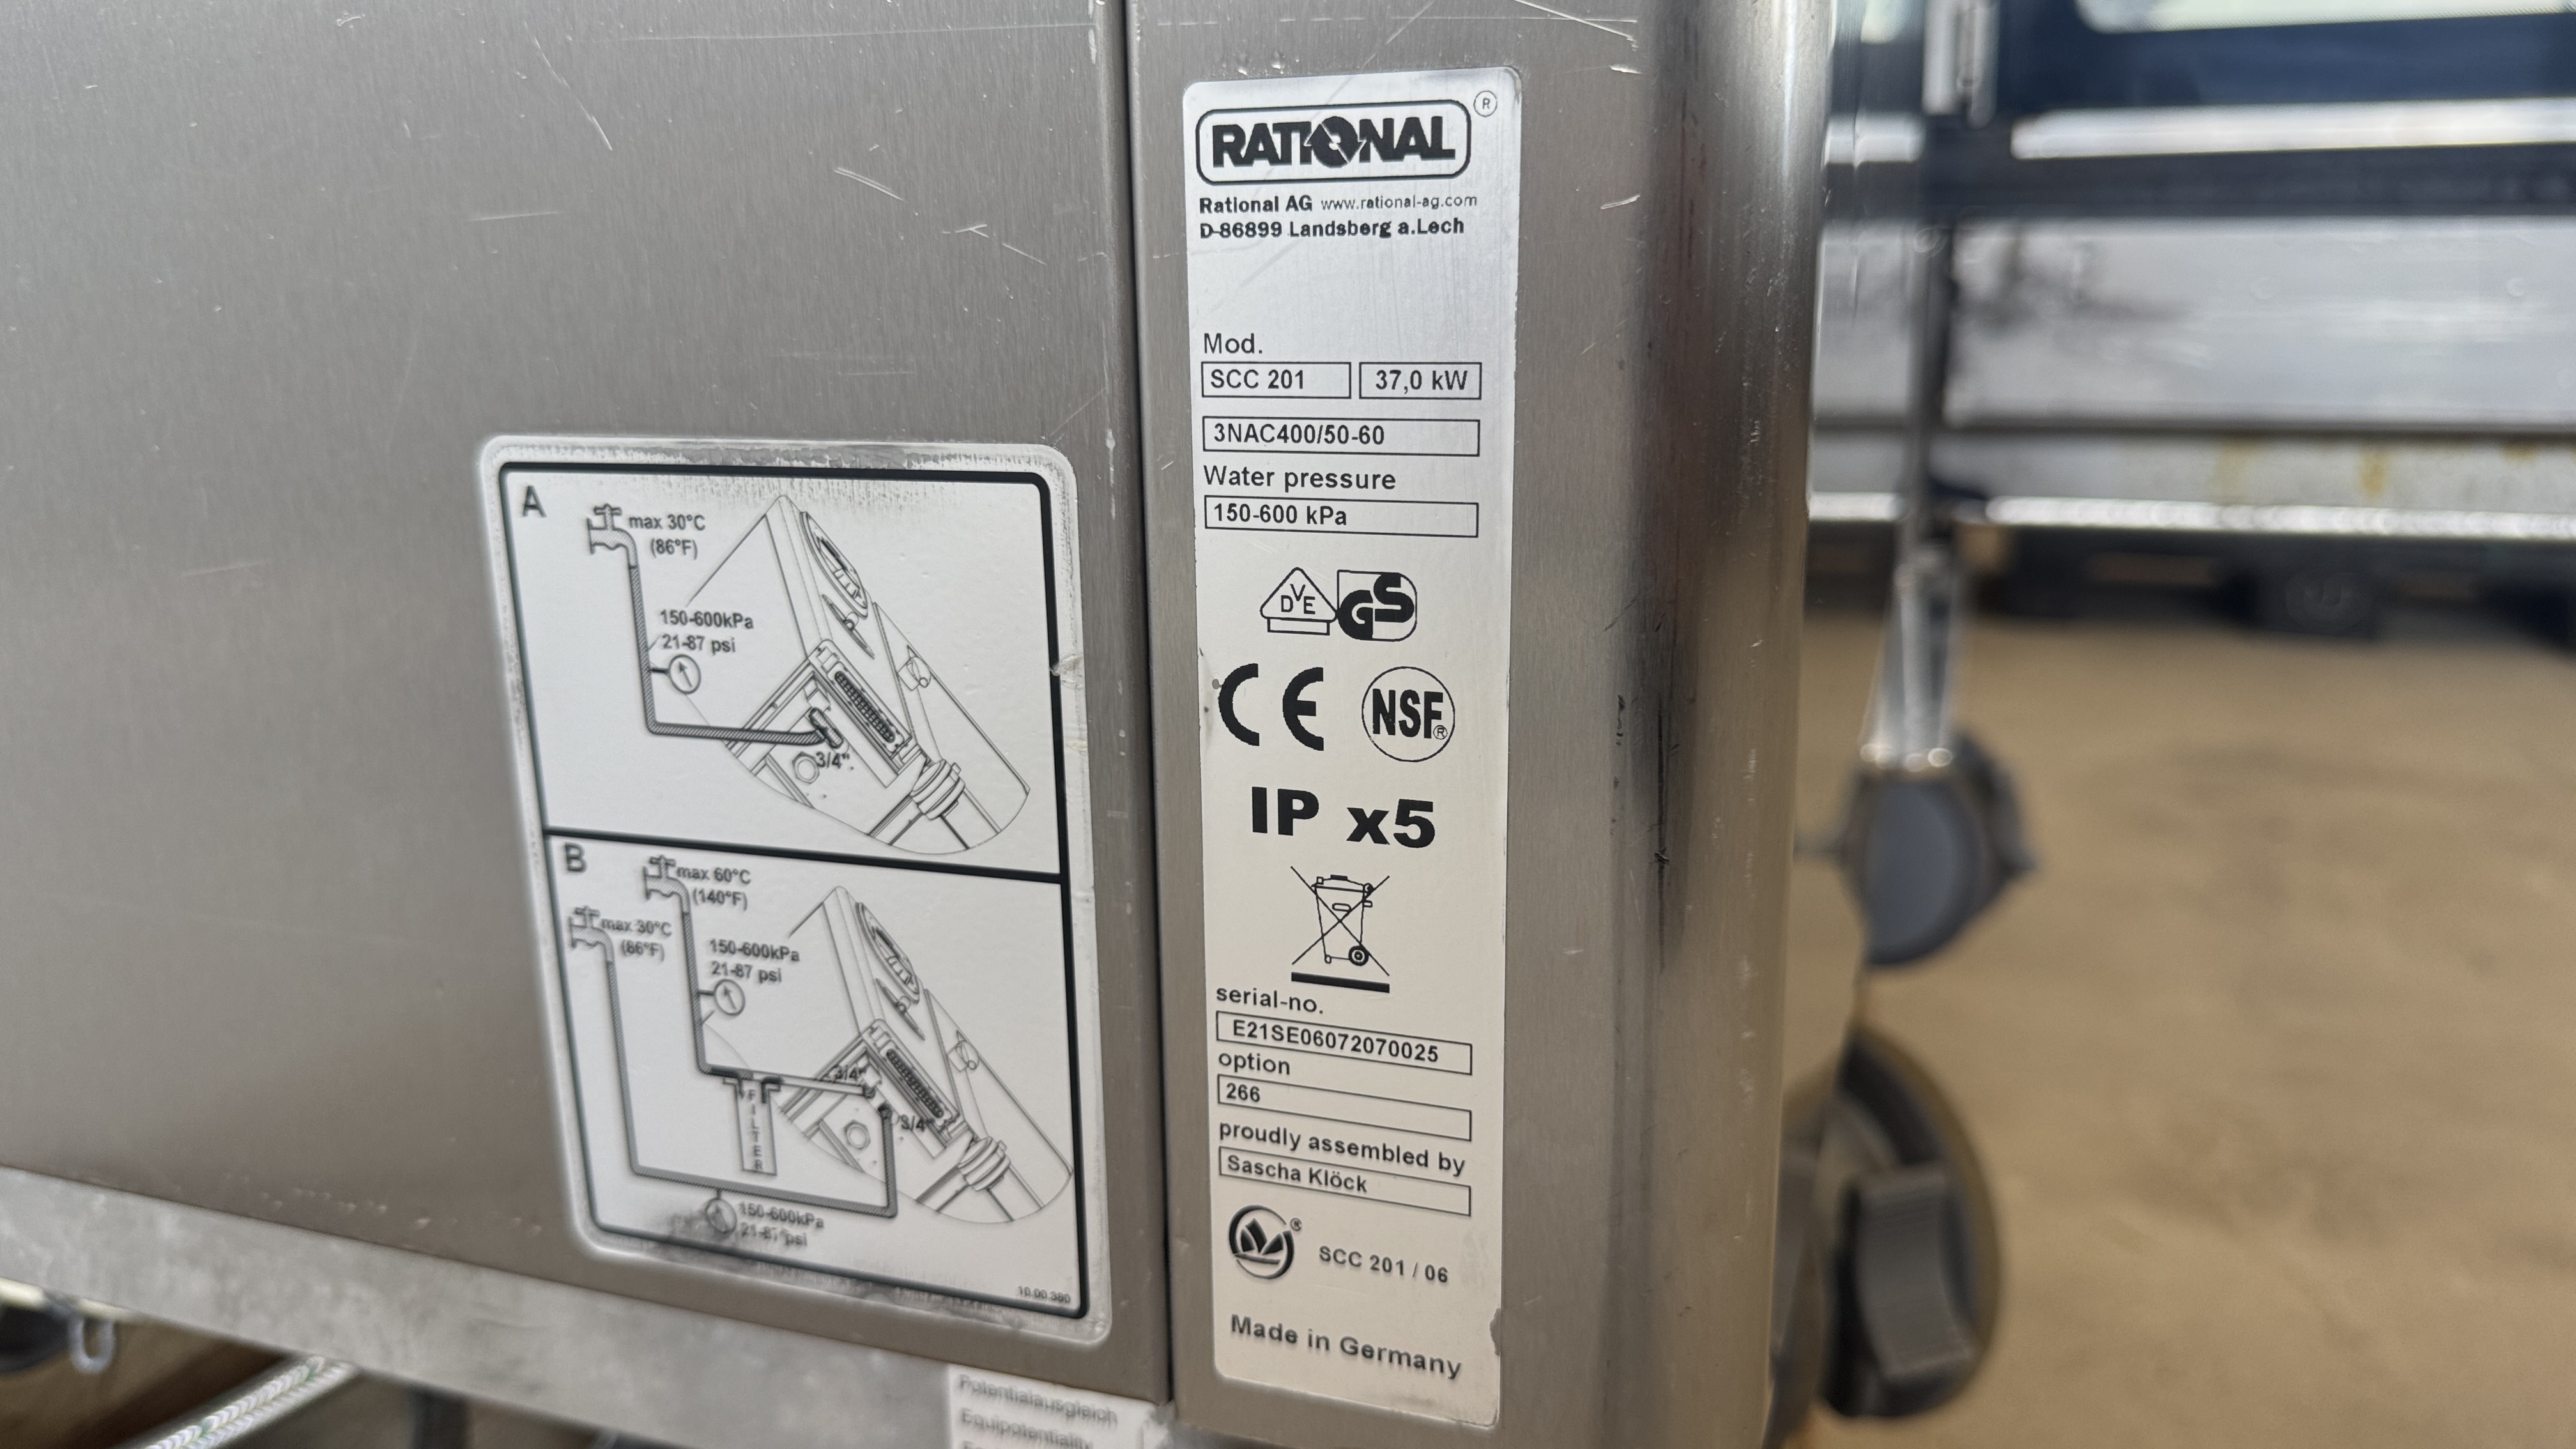 RATIONAL ®
Rational AG www.rational-ag.com
D-86899 Landsberg a.Lech
Mod.
SCC 201 37,0 kW
3NAC400/50-60
Water pressure
150-600 kPa
DVE GS
CE NSF®
IP x5
serial-no.
E21SE06072070025
option
266
proudly assembled by
Sascha Klöck
® SCC 201 / 06
Made in Germany
A
max 30°C
(86°F)
150-600kPa
21-87 psi
3/4"
B
max 60°C
(140°F)
max 30°C
(86°F)
150-600kPa
21-87 psi
3/4"
3/4"
FILTER
150-600kPa
21-87 psi
10.00.380
Potentialausgleich
Equipotentiality